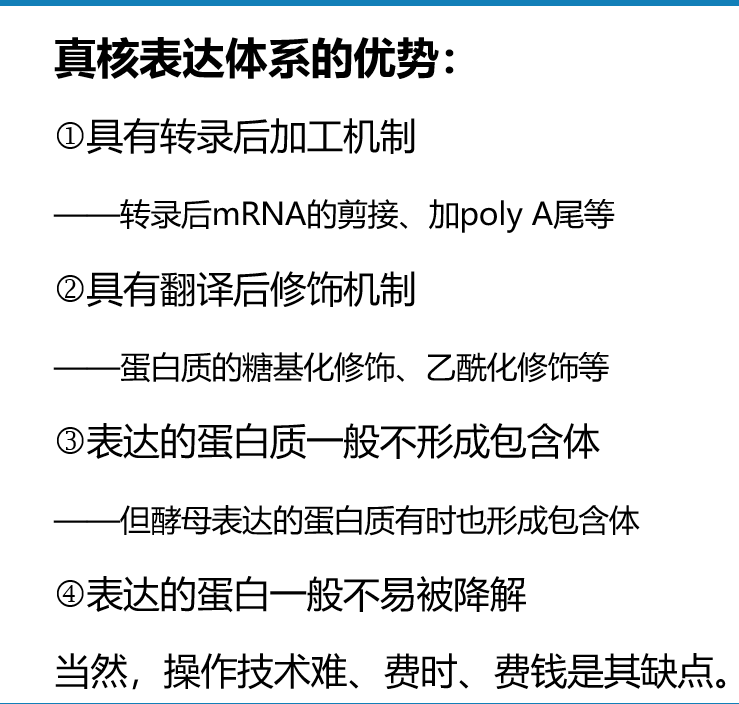 真核表达体系的优势：
①具有转录后加工机制
——转录后mRNA的剪接、加poly A尾等
②具有翻译后修饰机制
——蛋白质的糖基化修饰、乙酰化修饰等
③表达的蛋白质一般不形成包含体
——但酵母表达的蛋白质有时也形成包含体
④表达的蛋白一般不易被降解
当然，操作技术难、费时、费钱是其缺点。